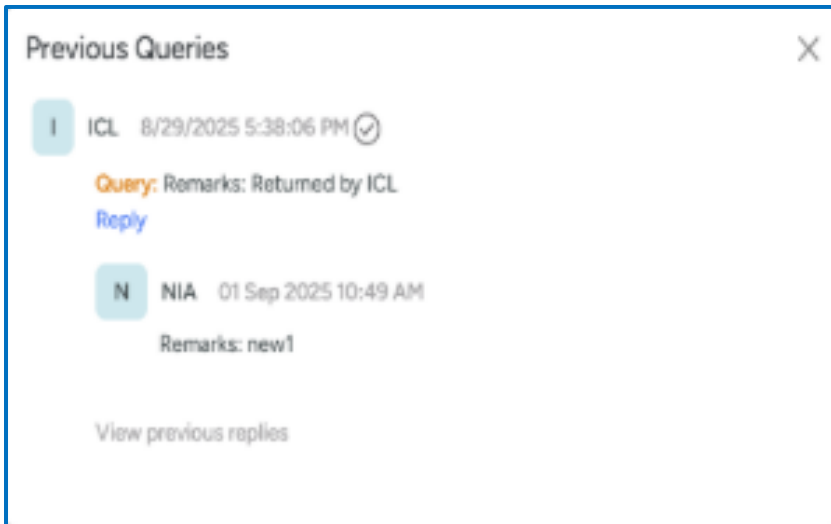 Previous Queries
I ICL 8/29/2025 5:38:06 PM
Query: Remarks: Returned by ICL
Reply
N NIA 01 Sep 2025 10:49 AM
Remarks: new1
View previous replies